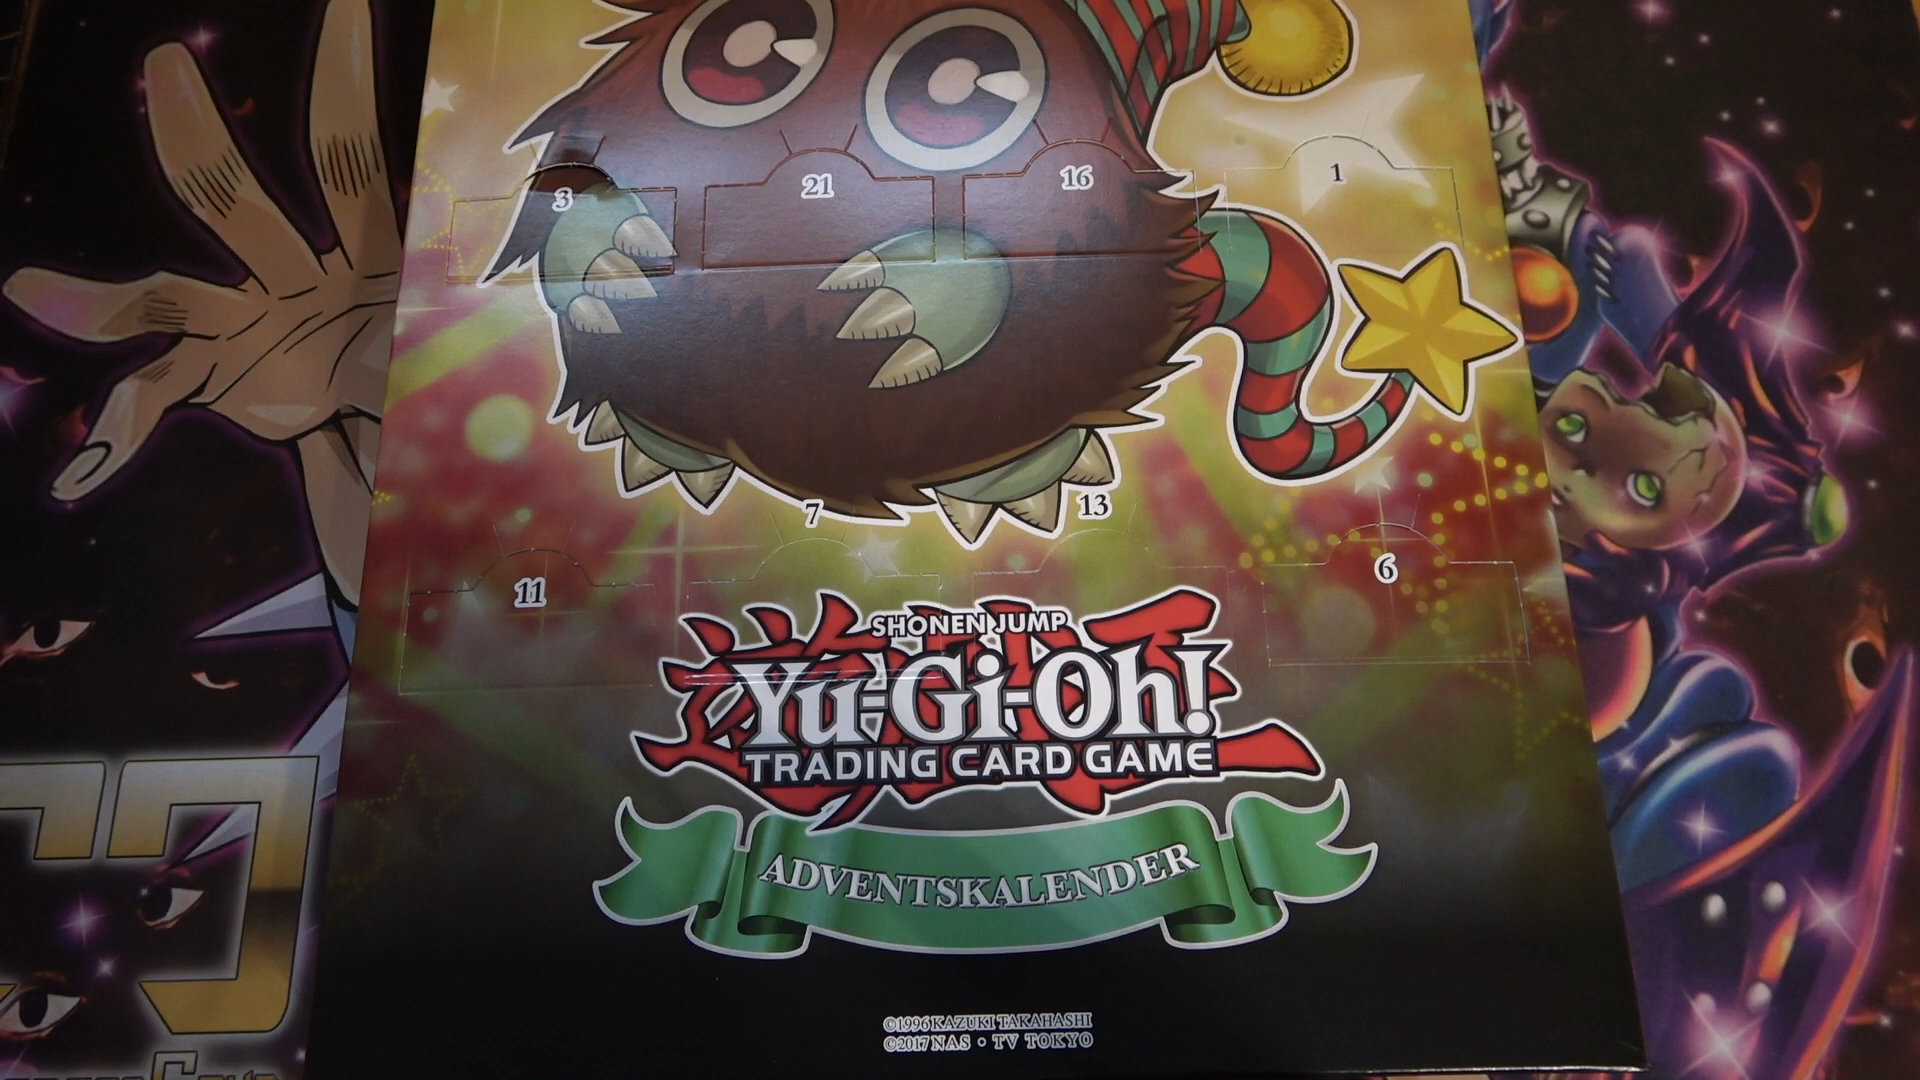 3
21
16
1
7
13
11
6
SHONEN JUMP
Yu-Gi-Oh!
TRADING CARD GAME
ADVENTSKALENDER
©1996 KAZUKI TAKAHASHI
©2017 NAS • TV TOKYO